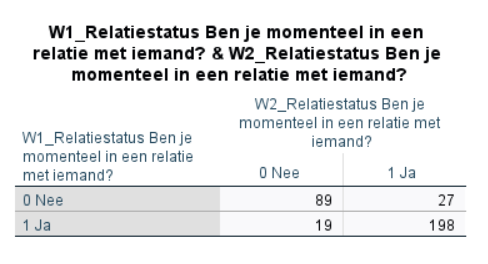 W1_Relatiestatus Ben je momenteel in een
relatie met iemand? & W2_Relatiestatus Ben je
momenteel in een relatie met iemand?
W2_Relatiestatus Ben je
momenteel in een relatie met
iemand?
W1_Relatiestatus Ben je
momenteel in een relatie
met iemand?
0 Nee 1 Ja
0 Nee 89 27
1 Ja 19 198